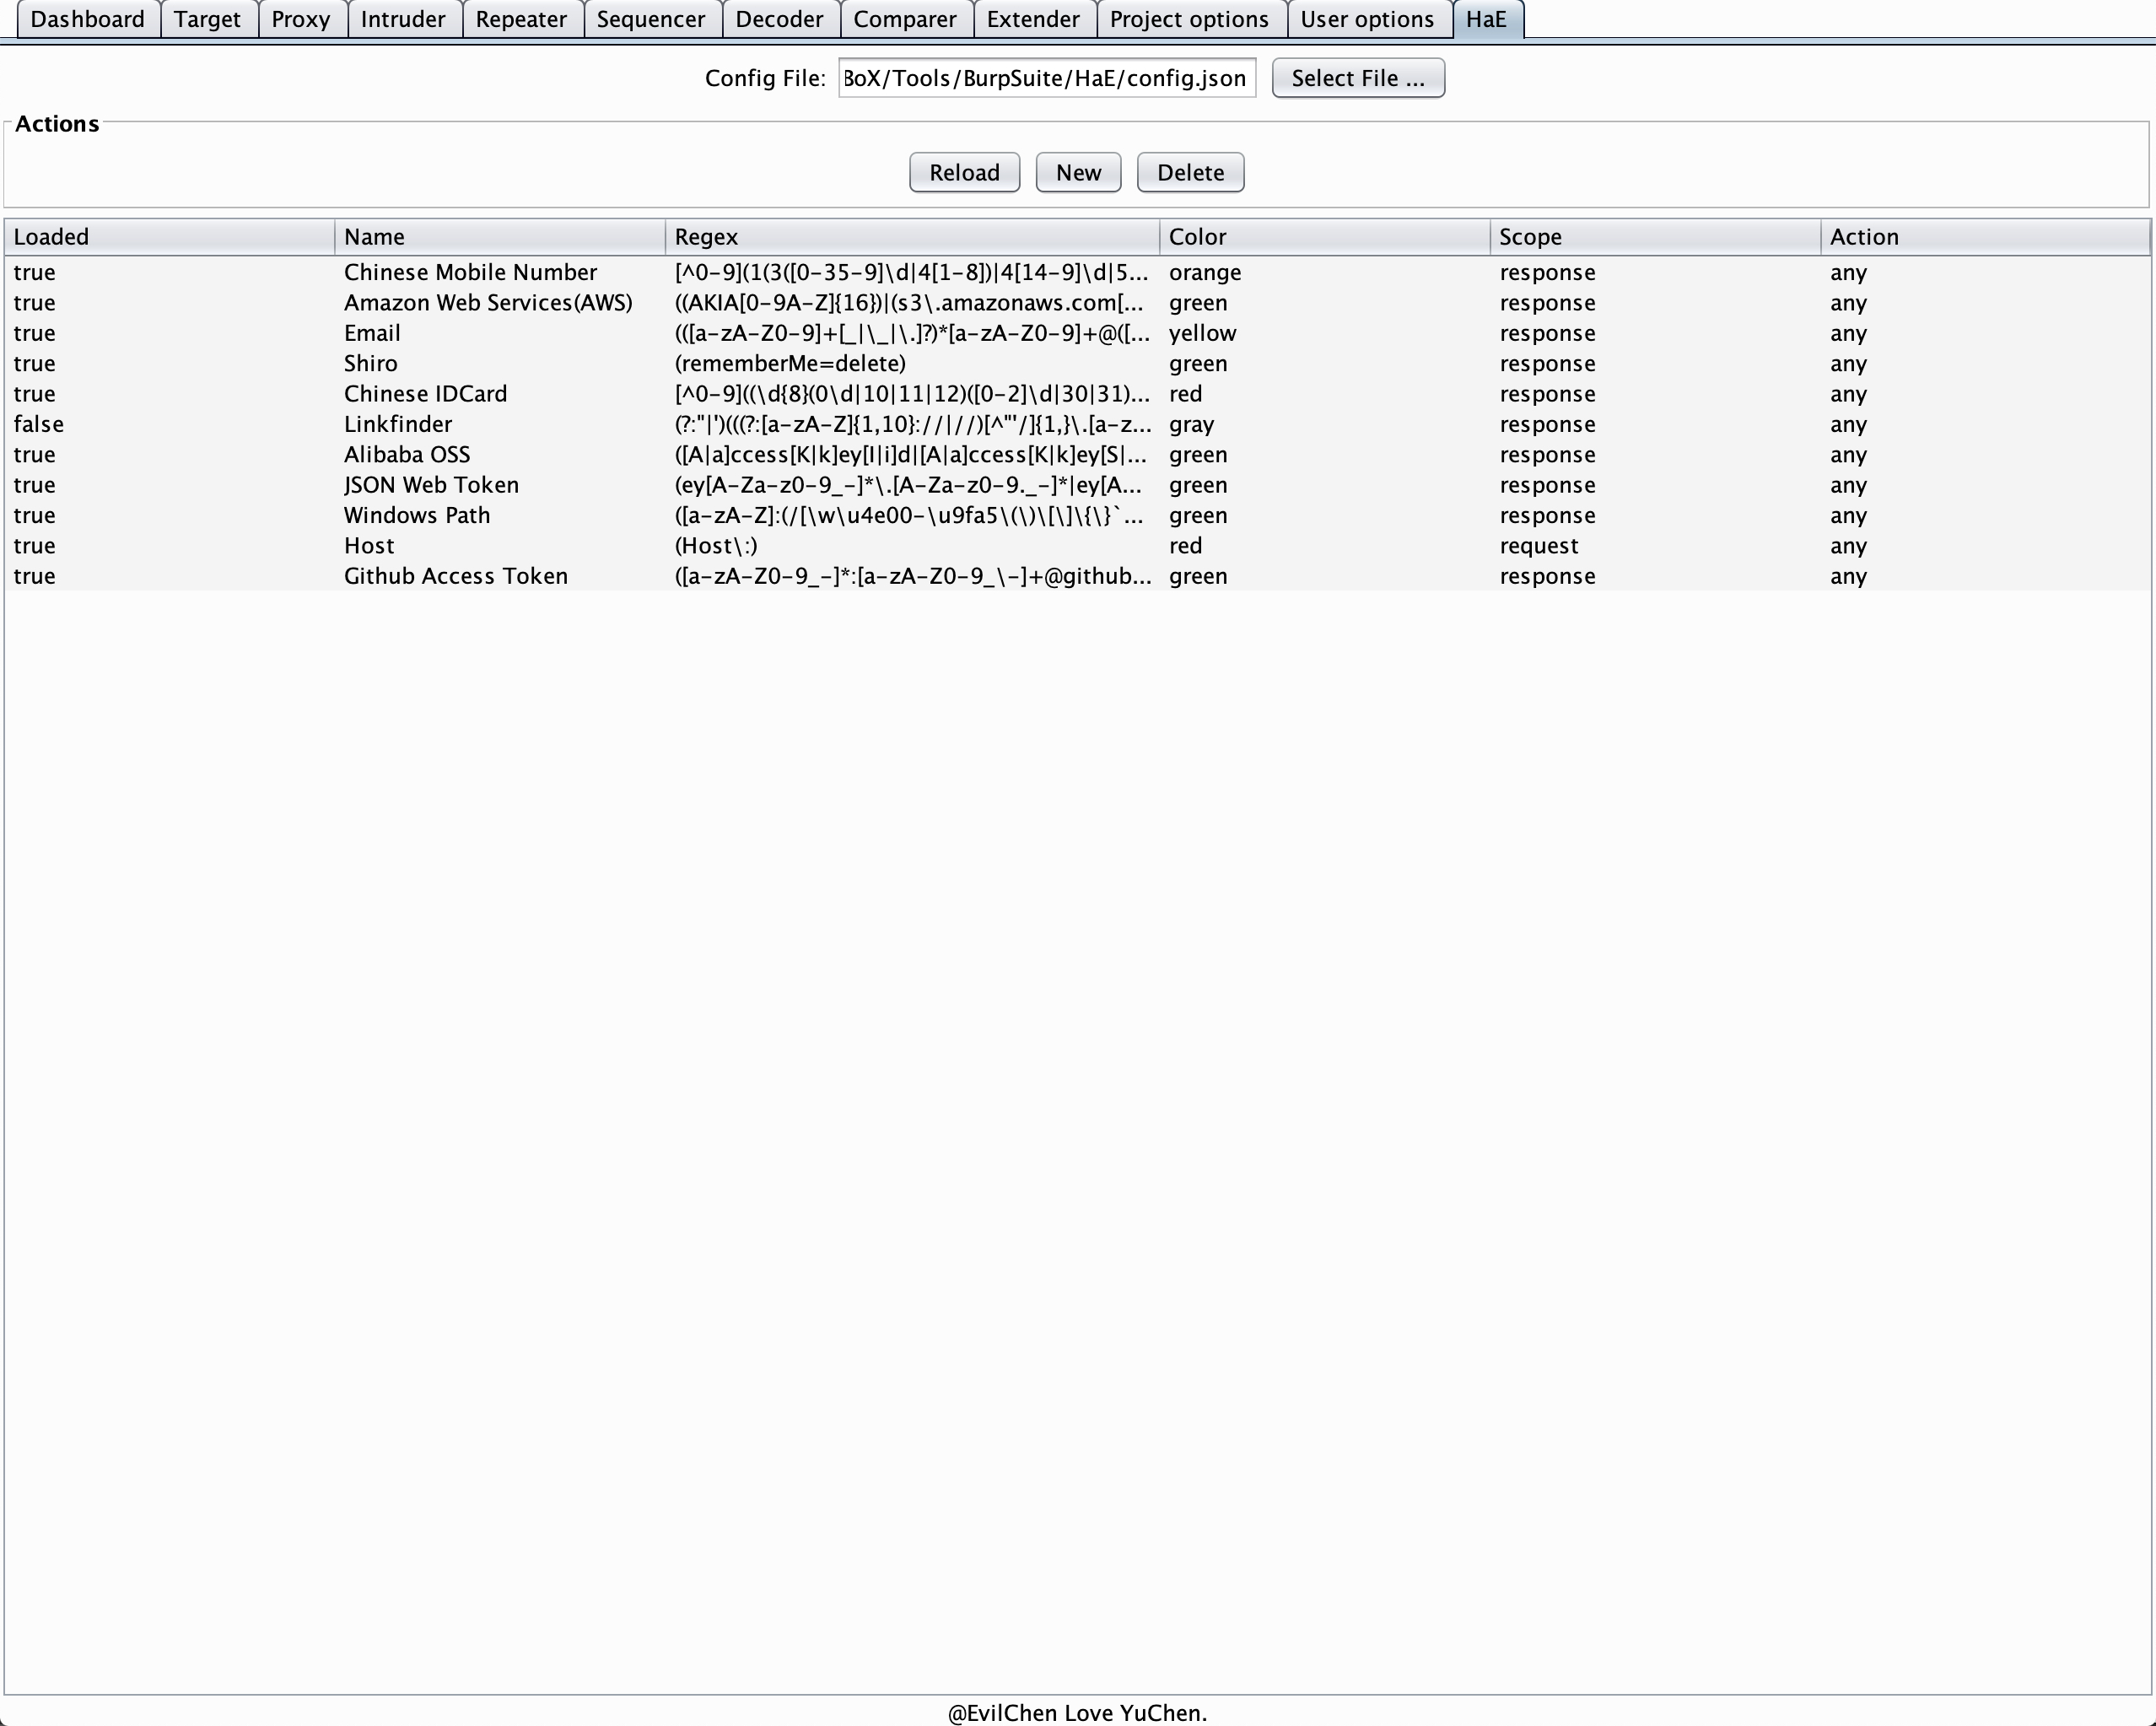 Dashboard Target Proxy Intruder Repeater Sequencer Decoder Comparer Extender Project options User options HaE
Config File: BoX/Tools/BurpSuite/HaE/config.json Select File ...
Actions
Reload New Delete
Loaded Name Regex Color Scope Action
true Chinese Mobile Number [^0-9](1(3([0-35-9]\d|4[1-8])|4[14-9]\d|5... orange response any
true Amazon Web Services(AWS) ((AKIA[0-9A-Z]{16})|(s3\.amazonaws.com[... green response any
true Email (([a-zA-Z0-9]+[_|\_|\.]?)*[a-zA-Z0-9]+@([... yellow response any
true Shiro (rememberMe=delete) green response any
true Chinese IDCard [^0-9]((\d{8}(0\d|10|11|12)([0-2]\d|30|31)... red response any
false Linkfinder (?:"|')(((?:[a-zA-Z]{1,10}://|//)[^"'/]{1,}\.[a-z... gray response any
true Alibaba OSS ([A|a]ccess[K|k]ey[I|i]d|[A|a]ccess[K|k]ey[S|... green response any
true JSON Web Token (ey[A-Za-z0-9_-]*\.[A-Za-z0-9._-]*|ey[A... green response any
true Windows Path ([a-zA-Z]:(/[\w\u4e00-\u9fa5\(\)\[\]\{\}`... green response any
true Host (Host\:) red request any
true Github Access Token ([a-zA-Z0-9_-]*:[a-zA-Z0-9_\-]+@github... green response any
@EvilChen Love YuChen.